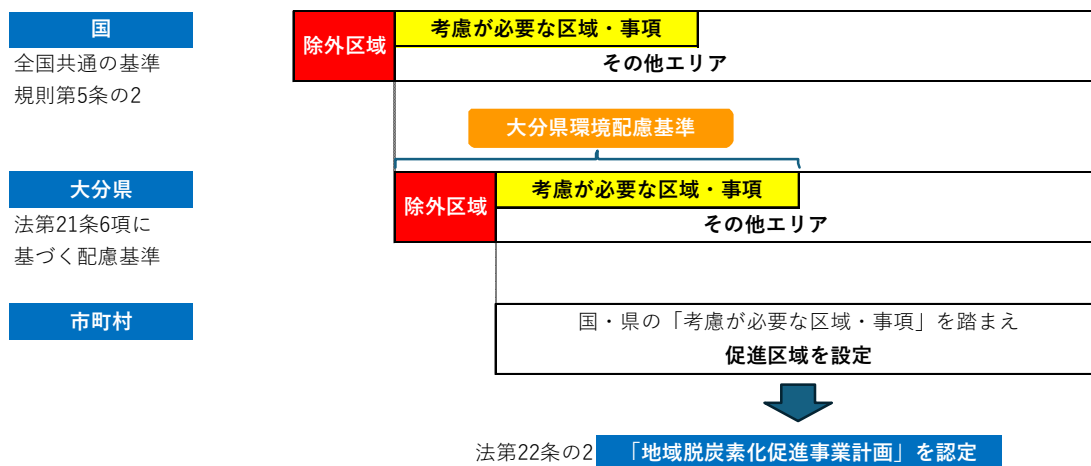 国
全国共通の基準
規則第5条の2
除外区域
考慮が必要な区域・事項
その他エリア
大分県環境配慮基準
大分県
法第21条6項に
基づく配慮基準
除外区域
考慮が必要な区域・事項
その他エリア
市町村
国・県の「考慮が必要な区域・事項」を踏まえ
促進区域を設定
法第22条の2 「地域脱炭素化促進事業計画」を認定